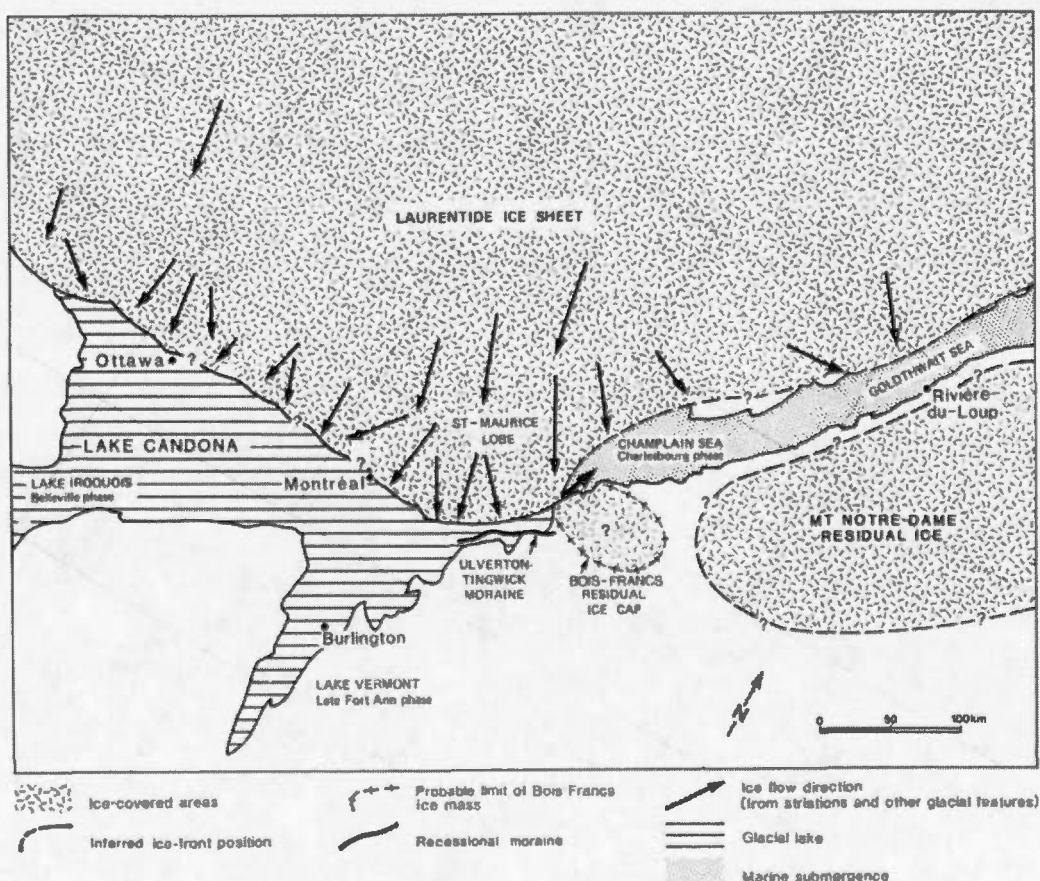 LAURENTIDE ICE SHEET
Ottawa
?
GOLDTHWAIT SEA
?
Rivière-
du-Loup
?
?
ST-MAURICE
LOBE
CHAMPLAIN SEA
Charlesbourg phase
LAKE CANDONA
?
LAKE IROQUOIS
Belleville phase
Montréal
?
?
MT NOTRE-DAME
RESIDUAL ICE
?
ULVERTON-
TINGWICK
MORAINE
BOIS-FRANCS
RESIDUAL
ICE CAP
?
?
Burlington
LAKE VERMONT
Late Fort Ann phase
N
0 50 100km
Ice-covered areas
Inferred ice-front position
Probable limit of Bois Francs
ice mass
Recessional moraine
Ice flow direction
(from striations and other glacial features)
Glacial lake
Marine submergence